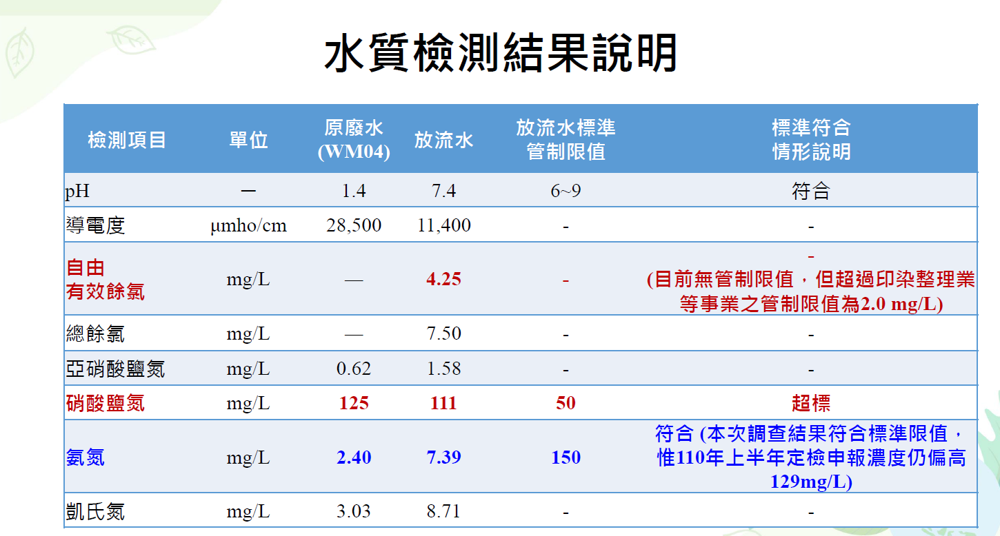 水質檢測結果說明
檢測項目 單位 原廢水 (WM04) 放流水 放流水標準 管制限值 標準符合 情形說明
pH － 1.4 7.4 6~9 符合
導電度 μmho/cm 28,500 11,400 - -
自由
有效餘氯 mg/L — 4.25 - -
(目前無管制限值，但超過印染整理業
等事業之管制限值為2.0 mg/L)
總餘氯 mg/L — 7.50 - -
亞硝酸鹽氮 mg/L 0.62 1.58 - -
硝酸鹽氮 mg/L 125 111 50 超標
氨氮 mg/L 2.40 7.39 150 符合 (本次調查結果符合標準限值，
惟110年上半年定檢申報濃度仍偏高
129mg/L)
凱氏氮 mg/L 3.03 8.71 - -